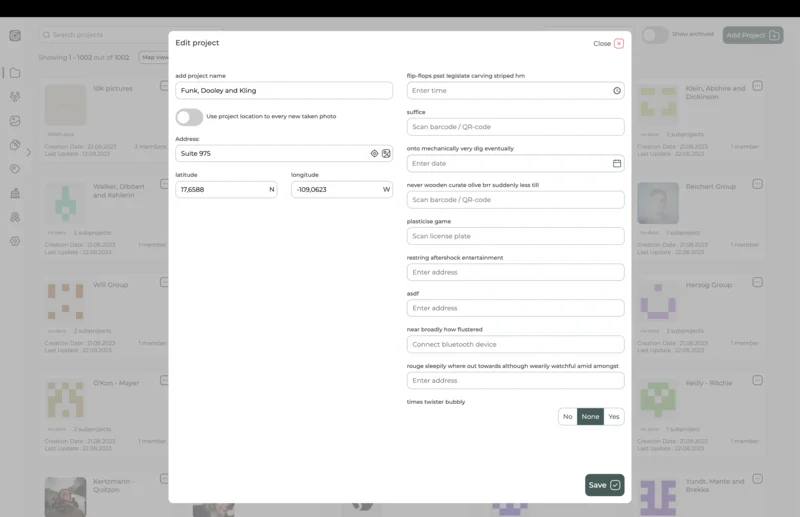 Search projects
Show archived
Add Project
Showing 1 - 1002 out of 1002
Map view
10K pictures
3 members
Creation Date : 22.08.2023
Last Update : 12.09.2023
Walker, Olbbert
and Kshlerin
2 subprojects
Creation Date : 21.08.2023
1 member
Last Update : 22.08.2023
Will Group
2 subprojects
Creation Date : 21.08.2023
1 member
Last Update : 22.08.2023
O'Kon - Mayer
2 subprojects
Creation Date : 21.08.2023
1 member
Last Update : 22.08.2023
Kertzmann -
Quitzon
Edit project
Close
add project name
Funk, Dooley and Kling
Use project location to every new taken photo
Address:
Suite 975
latitude
longitude
17,6588 N
-109,0623 W
flip-flops psst legislate carving striped hm
Enter time
suffice
Scan barcode / QR-code
onto mechanically very dig eventually
Enter date
never wooden curate olive brr suddenly less till
Scan barcode / QR-code
plasticise game
Scan license plate
restring aftershock entertainment
Enter address
asdf
Enter address
near broadly how flustered
Connect bluetooth device
rouge sleepily where out towards although wearily watchful amid amongst
Enter address
times twister bubbly
No None Yes
Save
Klein, Abshire and
Dickinson
1 subprojects
Creation Date : 21.08.2023
1 member
Last Update : 22.08.2023
Reichert Group
1 subprojects
Creation Date : 21.08.2023
1 member
Last Update : 22.08.2023
Herzog Group
2 subprojects
Creation Date : 21.08.2023
1 member
Last Update : 22.08.2023
Reilly - Ritchie
2 subprojects
Creation Date : 21.08.2023
1 member
Last Update : 22.08.2023
Yundt, Mante and
Brekke